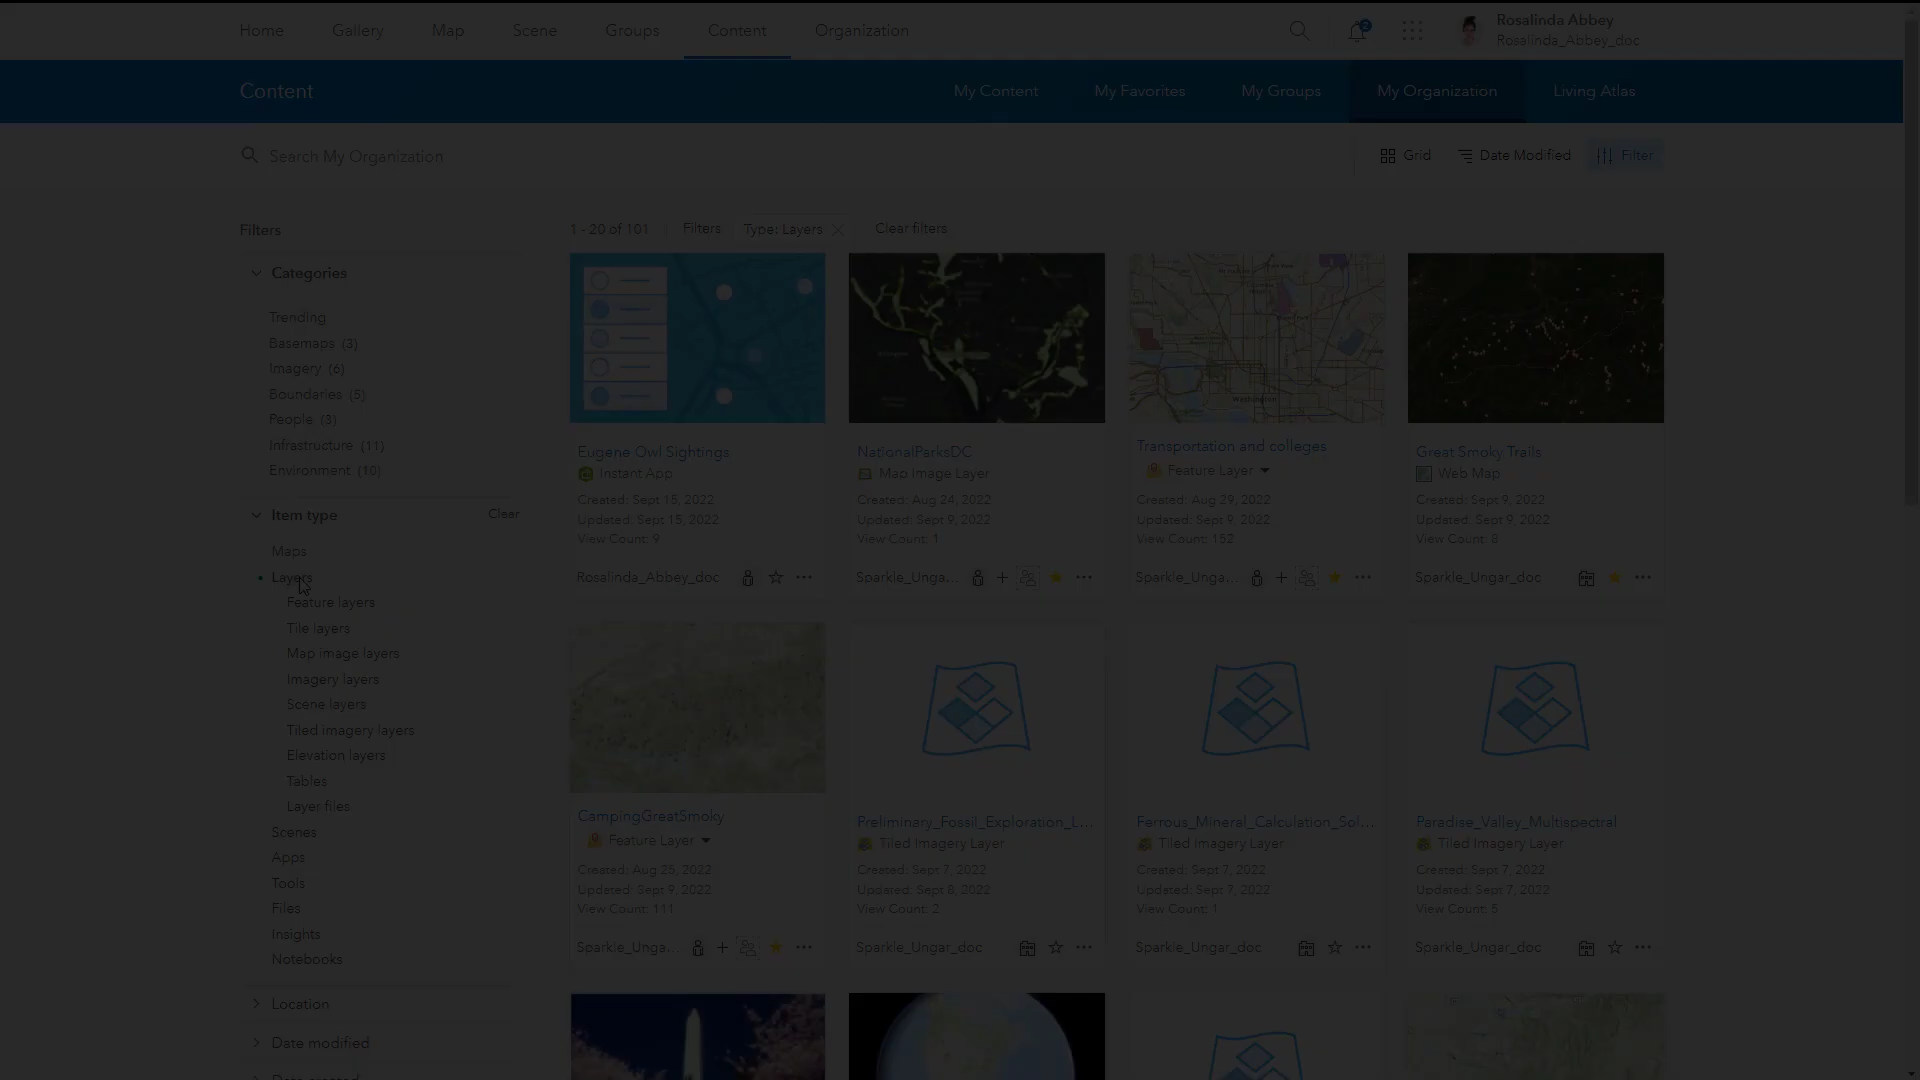 Home Gallery Map Scene Groups Content Organization
2
Rosalinda Abbey
Rosalinda_Abbey_doc
Content My Content My Favorites My Groups My Organization Living Atlas
Search My Organization Grid Date Modified Filter
Filters
1 - 20 of 101 Filters Type: Layers Clear filters
Categories
Trending
Basemaps (3)
Imagery (6)
Boundaries (5)
People (3)
Infrastructure (11)
Environment (10)
Item type Clear
Maps
Layers
Feature layers
Tile layers
Map image layers
Imagery layers
Scene layers
Tiled imagery layers
Elevation layers
Tables
Layer files
Scenes
Apps
Tools
Files
Insights
Notebooks
Location
Date modified
Eugene Owl Sightings
Instant App
Created: Sept 15, 2022
Updated: Sept 15, 2022
View Count: 9
Rosalinda_Abbey_doc
NationalParksDC
Map Image Layer
Created: Aug 24, 2022
Updated: Sept 9, 2022
View Count: 1
Sparkle_Unga...
Washington
Transportation and colleges
Feature Layer
Created: Aug 29, 2022
Updated: Sept 9, 2022
View Count: 152
Sparkle_Unga...
Great Smoky Trails
Web Map
Created: Sept 9, 2022
Updated: Sept 9, 2022
View Count: 8
Sparkle_Ungar_doc
CampingGreatSmoky
Feature Layer
Created: Aug 25, 2022
Updated: Sept 9, 2022
View Count: 111
Sparkle_Unga...
Preliminary_Fossil_Exploration_L...
Tiled Imagery Layer
Created: Sept 7, 2022
Updated: Sept 8, 2022
View Count: 2
Sparkle_Ungar_doc
Ferrous_Mineral_Calculation_Sol...
Tiled Imagery Layer
Created: Sept 7, 2022
Updated: Sept 7, 2022
View Count: 1
Sparkle_Ungar_doc
Paradise_Valley_Multispectral
Tiled Imagery Layer
Created: Sept 7, 2022
Updated: Sept 7, 2022
View Count: 5
Sparkle_Ungar_doc